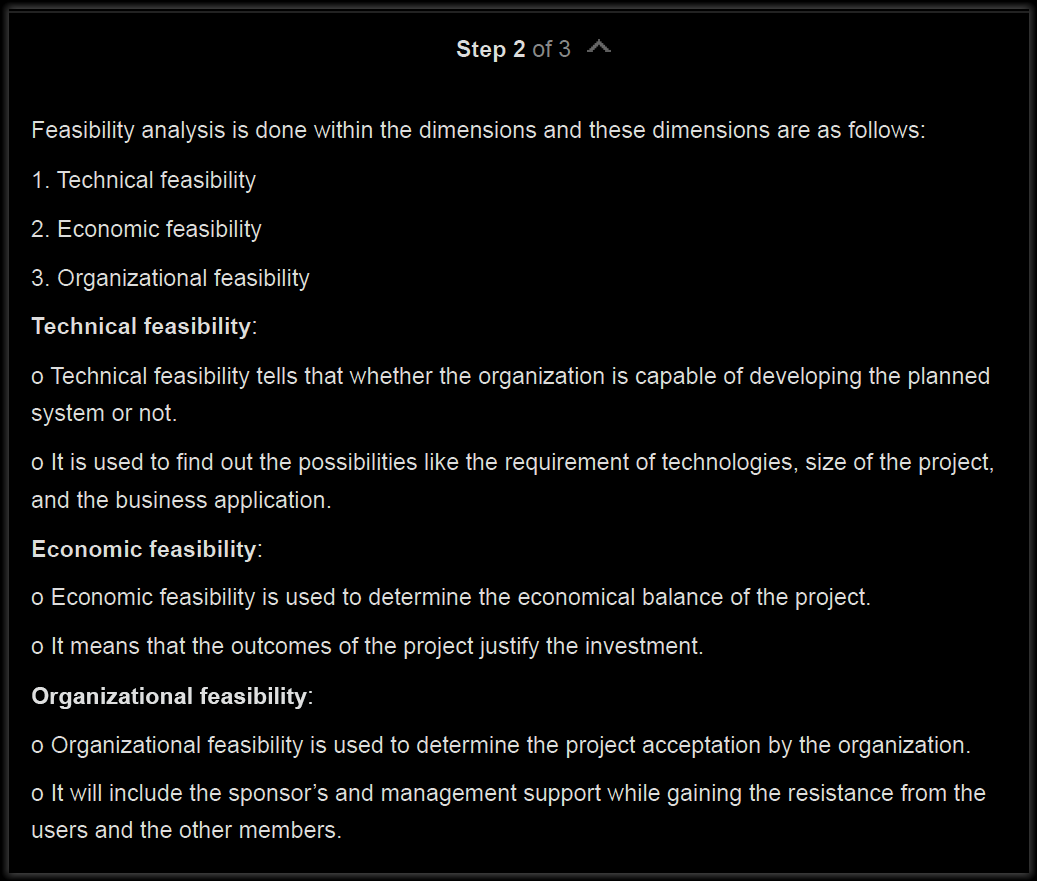 Step 2 of 3
Feasibility analysis is done within the dimensions and these dimensions are as follows:
1. Technical feasibility
2. Economic feasibility
3. Organizational feasibility
Technical feasibility:
o Technical feasibility tells that whether the organization is capable of developing the planned
system or not.
o It is used to find out the possibilities like the requirement of technologies, size of the project,
and the business application.
Economic feasibility:
o Economic feasibility is used to determine the economical balance of the project.
o It means that the outcomes of the project justify the investment.
Organizational feasibility:
o Organizational feasibility is used to determine the project acceptation by the organization.
o It will include the sponsor’s and management support while gaining the resistance from the
users and the other members.